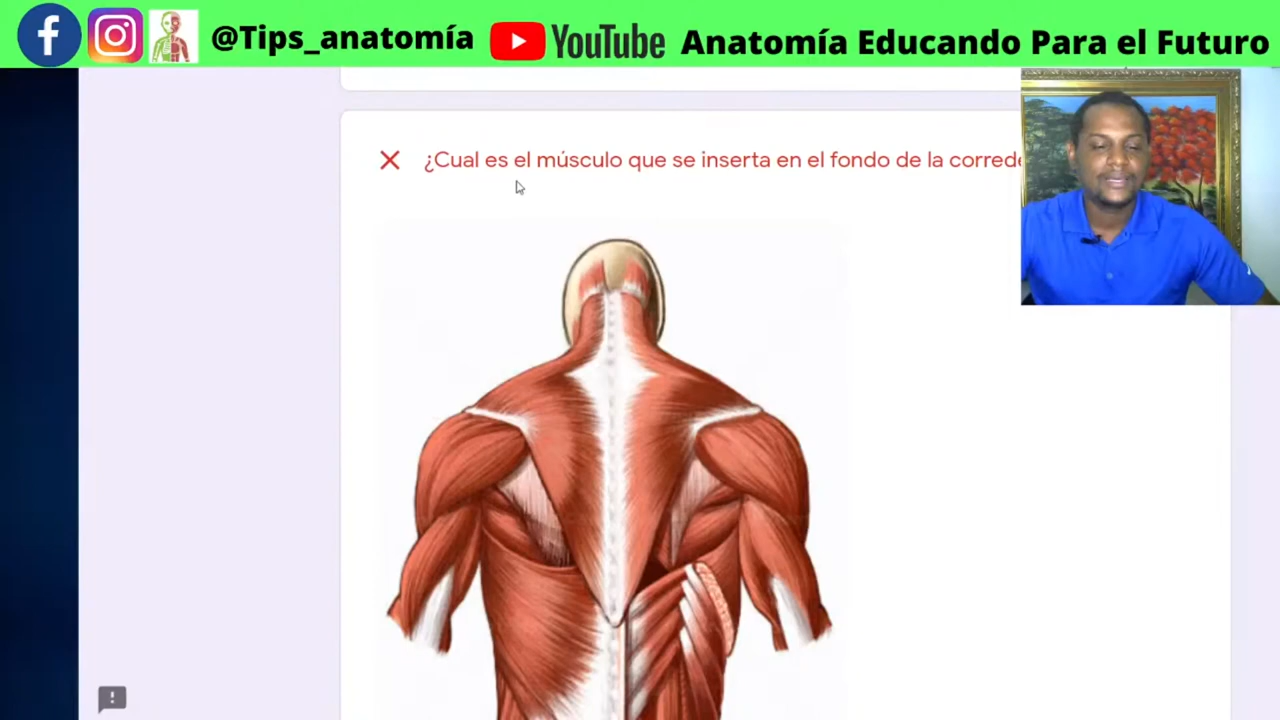 @Tips_anatomía YouTube Anatomía Educando Para el Futuro
¿Cual es el músculo que se inserta en el fondo de la